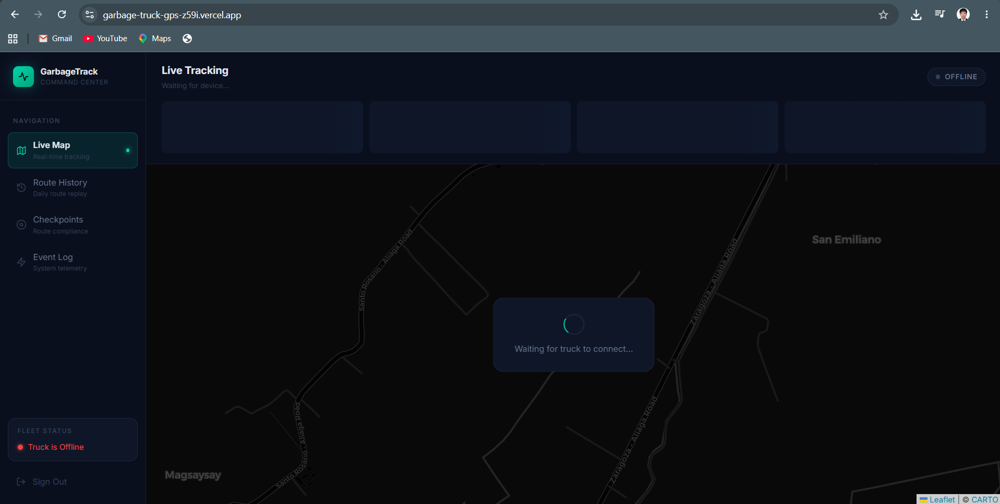 garbage-truck-gps-z59i.vercel.app
Gmail
YouTube
Maps
GarbageTrack
COMMAND CENTER
NAVIGATION
Live Map
Real-time tracking
Route History
Daily route replay
Checkpoints
Route compliance
Event Log
System telemetry
FLEET STATUS
Truck is Offline
Sign Out
Live Tracking
Waiting for device...
OFFLINE
Santo Rosario - Aliaga Road
Zaragoza - Aliaga Road
San Emiliano
Waiting for truck to connect...
Santo Rosario - Aliaga Road
Zaragoza - Aliaga Road
Magsaysay
Leaflet | © CARTO